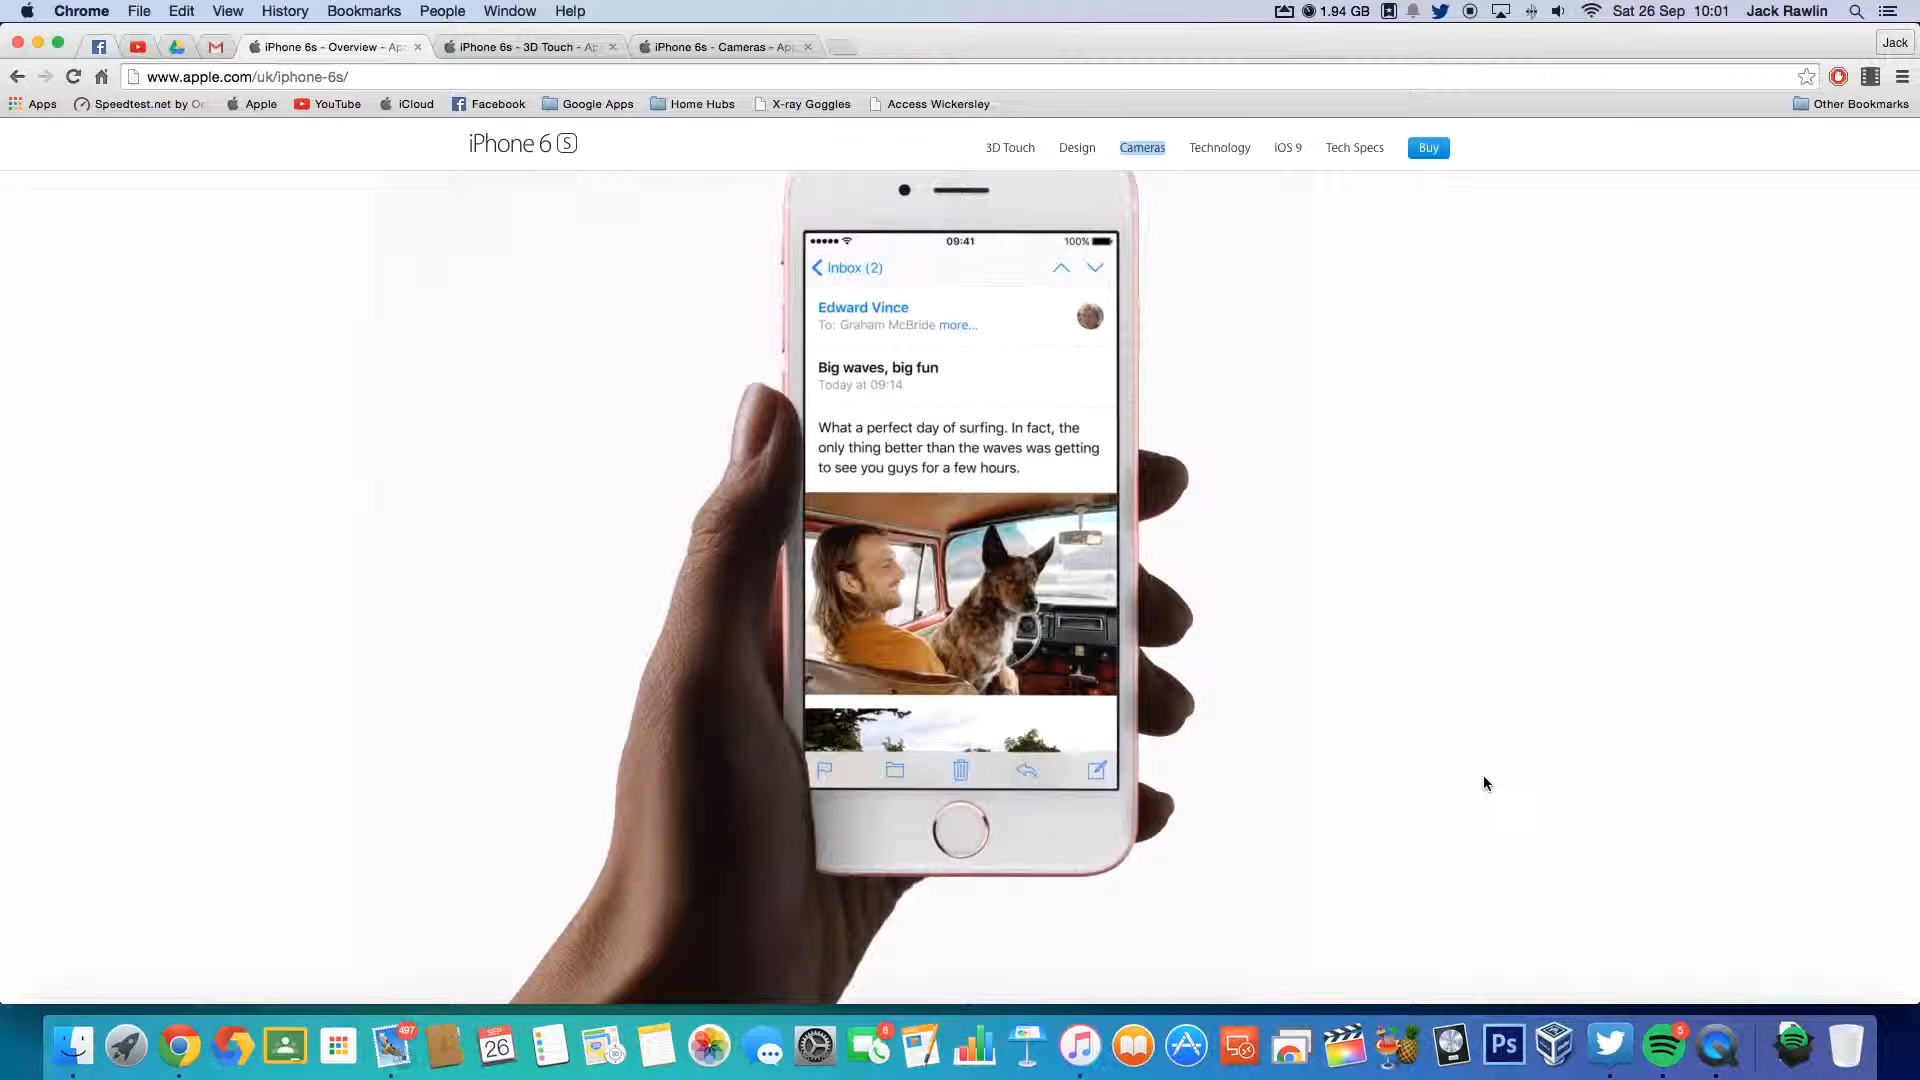 Chrome File Edit View History Bookmarks People Window Help 1.94 GB Sat 26 Sep 10:01 Jack Rawlin
iPhone 6s - Overview - Ap iPhone 6s - 3D Touch - Ap iPhone 6s - Cameras - App Jack
www.apple.com/uk/iphone-6s/
Apps Speedtest.net by O Apple YouTube iCloud Facebook Google Apps Home Hubs X-ray Goggles Access Wickersley Other Bookmarks
iPhone 6 S 3D Touch Design Cameras Technology iOS 9 Tech Specs Buy
09:41 100%
Inbox (2)
Edward Vince
To: Graham McBride more...
Big waves, big fun
Today at 09:14
What a perfect day of surfing. In fact, the
only thing better than the waves was getting
to see you guys for a few hours.
497 SEP 26 8 Ps 5